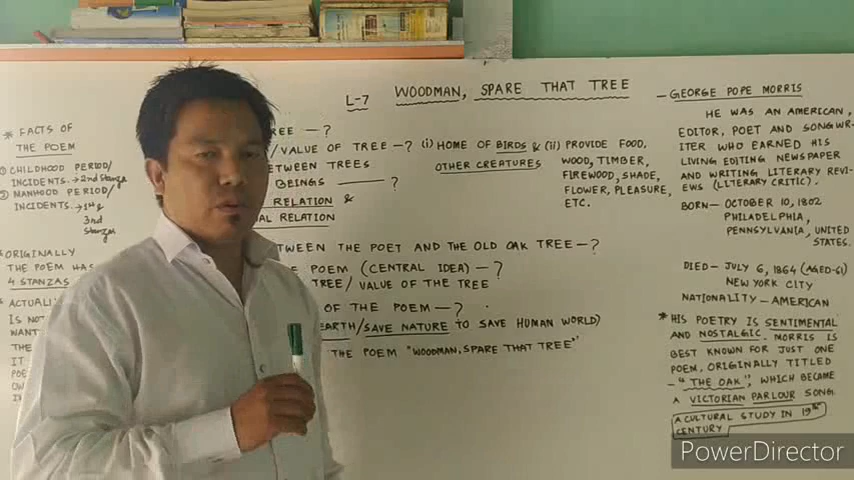 L-7 WOODMAN, SPARE THAT TREE
* FACTS OF
THE POEM
① CHILDHOOD PERIOD/
INCIDENTS. → 2nd Stanza
② MANHOOD PERIOD/
INCIDENTS. → 1st &
3rd
Stanzas
ORIGINALLY
THE POEM HAS
4 STANZAS
ACTUALL
IS NOT
WANT
THE
IT
POE
OW
TREE — ?
/ VALUE OF TREE — ? (i) HOME OF BIRDS & (ii) PROVIDE FOOD,
OTHER CREATURES WOOD, TIMBER,
FIREWOOD, SHADE,
FLOWER, PLEASURE,
ETC.
BETWEEN TREES
BEINGS — ?
RELATION &
AL RELATION
TWEEN THE POET AND THE OLD OAK TREE — ?
POEM (CENTRAL IDEA) — ?
TREE / VALUE OF THE TREE
OF THE POEM — ?
EARTH / SAVE NATURE TO SAVE HUMAN WORLD)
THE POEM "WOODMAN, SPARE THAT TREE"
— GEORGE POPE MORRIS
HE WAS AN AMERICAN,
EDITOR, POET AND SONGWR-
ITER WHO EARNED HIS
LIVING EDITING NEWSPAPER
AND WRITING LITERARY REVI-
EWS (LITERARY CRITIC).
BORN — OCTOBER 10, 1802
PHILADELPHIA,
PENNSYLVANIA, UNITED
STATES.
DIED — JULY 6, 1864 (AGED-61)
NEW YORK CITY
NATIONALITY — AMERICAN
* HIS POETRY IS SENTIMENTAL
AND NOSTALGIC. MORRIS IS
BEST KNOWN FOR JUST ONE
POEM, ORIGINALLY TITLED
— "THE OAK", WHICH BECAME
A VICTORIAN PARLOUR SONG.
A CULTURAL STUDY IN 19th
CENTURY
PowerDirector